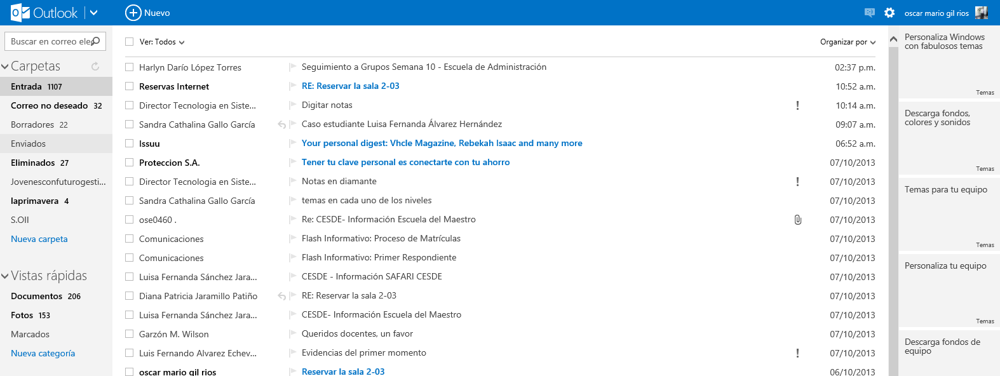 Outlook
Nuevo
oscar mario gil rios
Buscar en correo ele
Carpetas
Entrada 1107
Correo no deseado 32
Borradores 22
Enviados
Eliminados 27
Jovenesconfuturogesti...
laprimavera 4
S.OII
Nueva carpeta
Vistas rápidas
Documentos 206
Fotos 153
Marcados
Nueva categoría
Ver: Todos
Organizar por
Harlyn Darío López Torres Seguimiento a Grupos Semana 10 - Escuela de Administración 02:37 p.m.
Reservas Internet RE: Reservar la sala 2-03 10:52 a.m.
Director Tecnologia en Siste... Digitar notas ! 10:14 a.m.
Sandra Cathalina Gallo García Caso estudiante Luisa Fernanda Álvarez Hernández 09:07 a.m.
Issuu Your personal digest: Vhcle Magazine, Rebekah Isaac and many more 06:52 a.m.
Proteccion S.A. Tener tu clave personal es conectarte con tu ahorro 07/10/2013
Director Tecnologia en Siste... Notas en diamante ! 07/10/2013
Sandra Cathalina Gallo García temas en cada uno de los niveles 07/10/2013
ose0460 . Re: CESDE- Información Escuela del Maestro 07/10/2013
Comunicaciones Flash Informativo: Proceso de Matrículas 07/10/2013
Comunicaciones Flash Informativo: Primer Respondiente 07/10/2013
Luisa Fernanda Sánchez Jara... CESDE - Información SAFARI CESDE 07/10/2013
Diana Patricia Jaramillo Patiño RE: Reservar la sala 2-03 07/10/2013
Luisa Fernanda Sánchez Jara... CESDE- Información Escuela del Maestro 07/10/2013
Garzón M. Wilson Queridos docentes, un favor 07/10/2013
Luis Fernando Alvarez Echev... Evidencias del primer momento ! 07/10/2013
oscar mario gil rios Reservar la sala 2-03 06/10/2013
Personaliza Windows
con fabulosos temas
Temas
Descarga fondos,
colores y sonidos
Temas
Temas para tu equipo
Temas
Personaliza tu equipo
Temas
Descarga fondos de
equipo